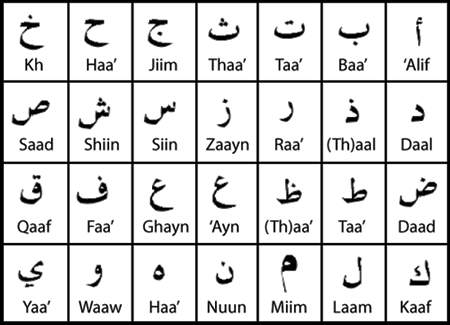 أ ب ت ث ج ح خ
Kh Haa’ Jiim Thaa’ Taa’ Baa’ ‘Alif
د ذ ر ز س ش ص
Saad Shiin Siin Zaayn Raa’ (Th)aal Daal
ض ط ظ ع ع ف ق
Qaaf Faa’ Ghayn ‘Ayn (Th)aa’ Taa’ Daad
ك ل م ن ه و ي
Yaa’ Waaw Haa’ Nuun Miim Laam Kaaf